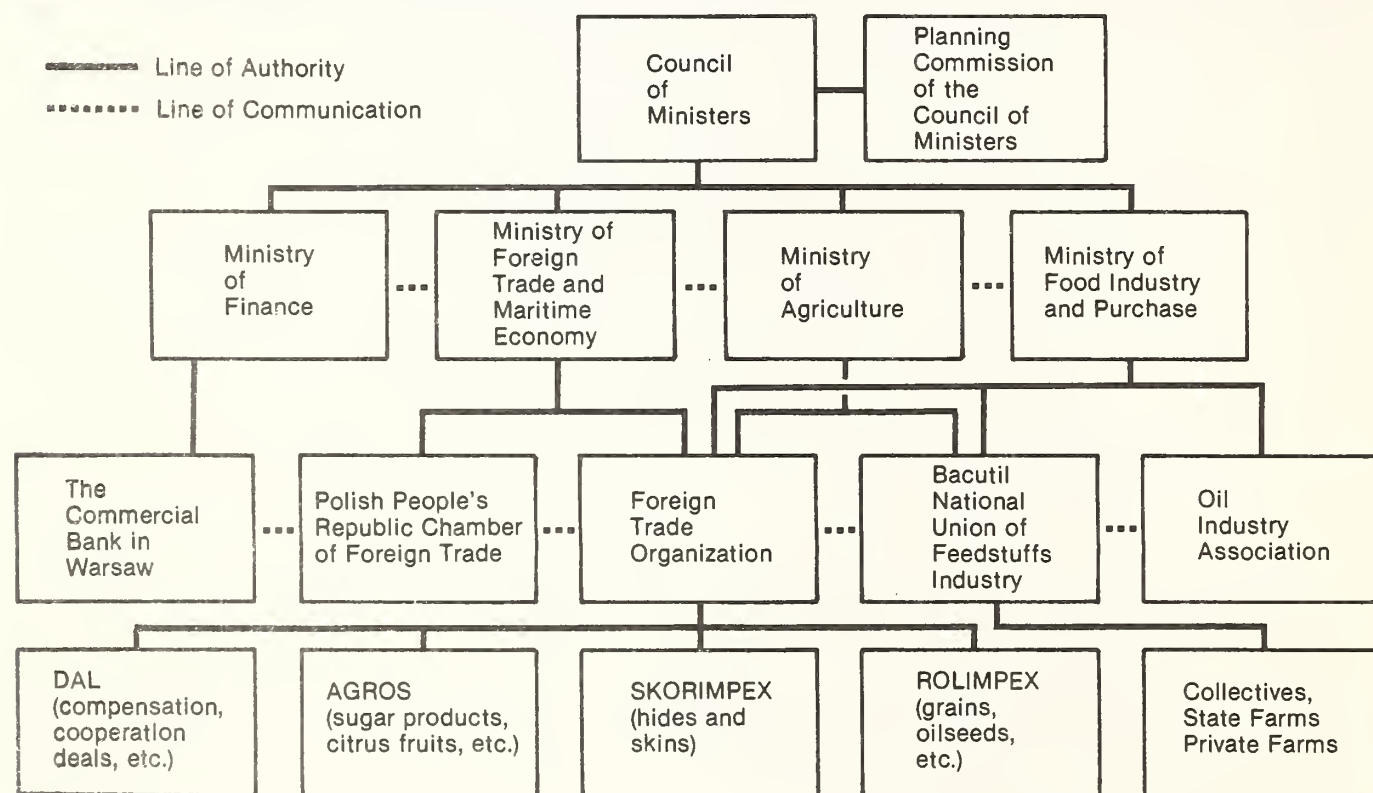 Line of Authority
Line of Communication
Council
of
Ministers
Planning
Commission
of the
Council of
Ministers
Ministry
of
Finance
Ministry of
Foreign
Trade and
Maritime
Economy
Ministry
of
Agriculture
Ministry of
Food Industry
and Purchase
The
Commercial
Bank in
Warsaw
Polish People's
Republic Chamber
of Foreign Trade
Foreign
Trade
Organization
Bacutil
National
Union of
Feedstuffs
Industry
Oil
Industry
Association
DAL
(compensation,
cooperation
deals, etc.)
AGROS
(sugar products,
citrus fruits, etc.)
SKORIMPEX
(hides and
skins)
ROLIMPEX
(grains,
oilseeds,
etc.)
Collectives,
State Farms
Private Farms